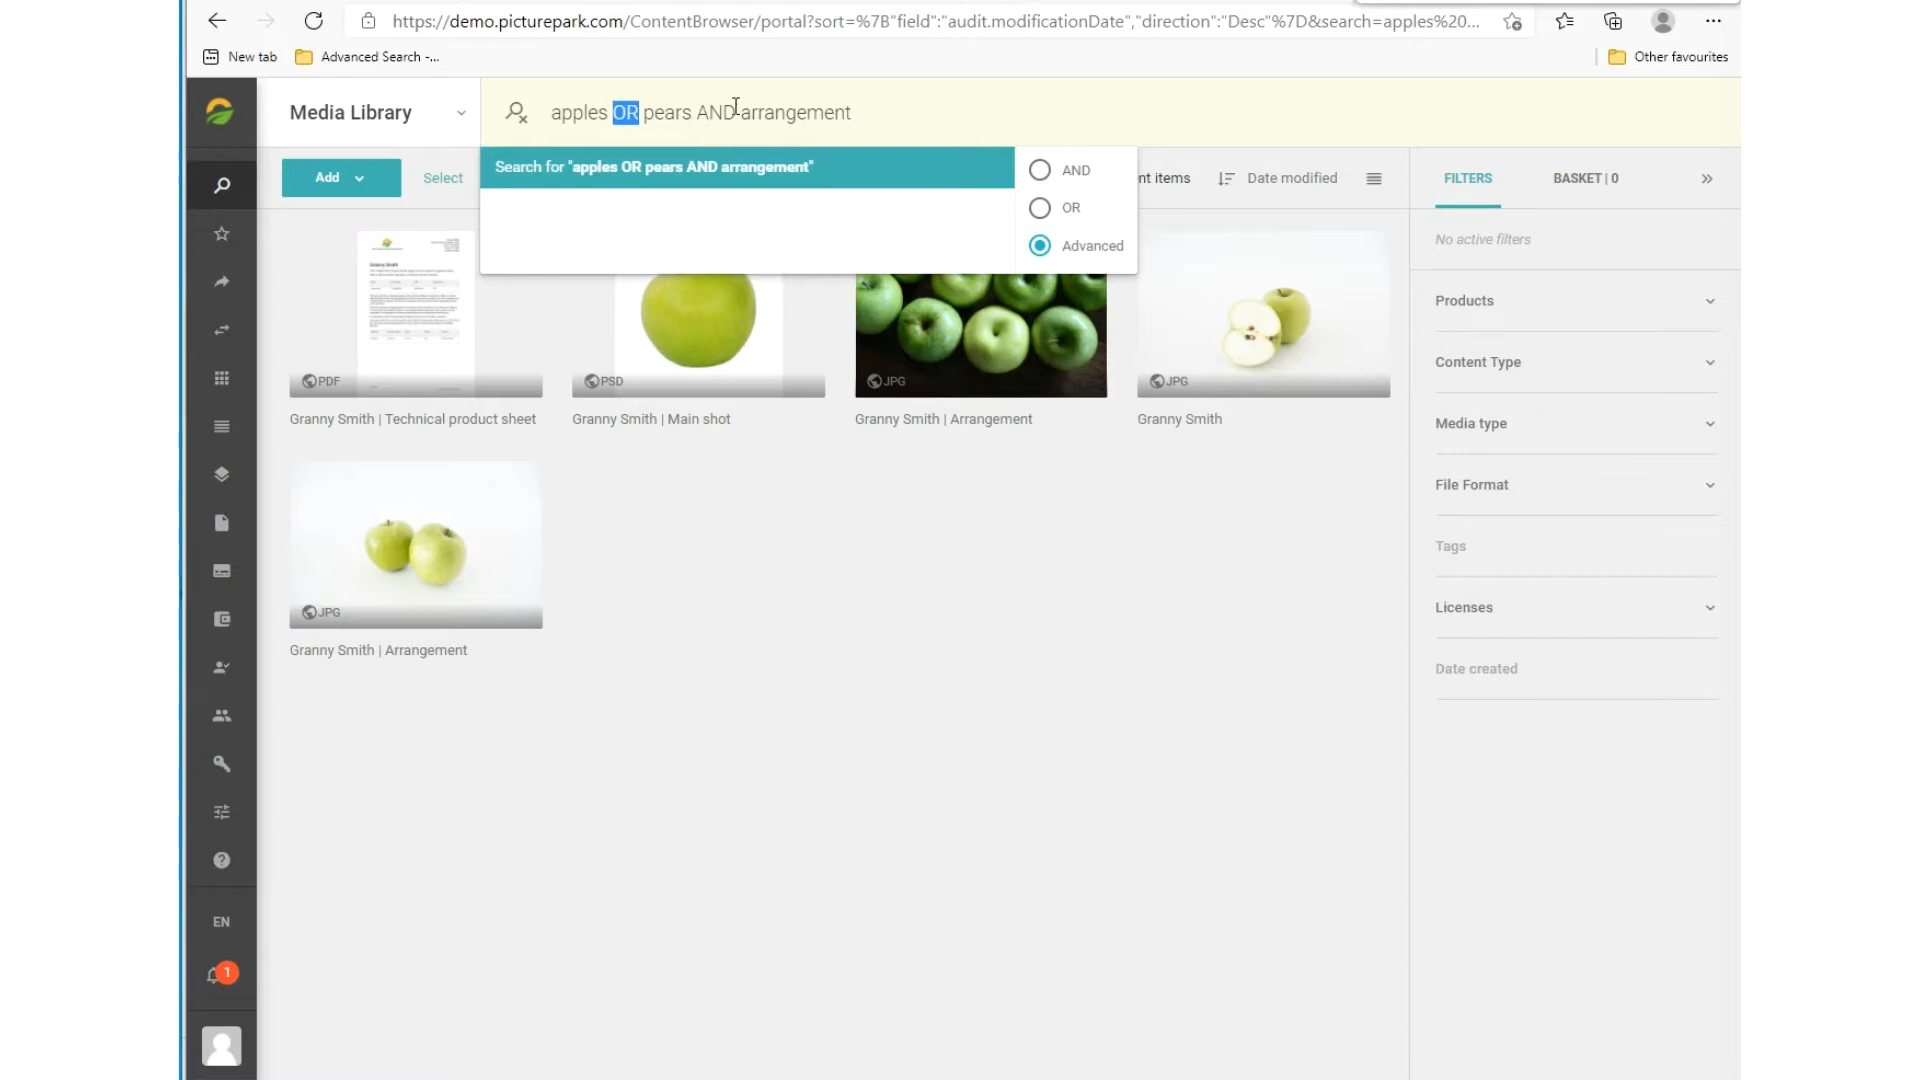 https://demo.picturepark.com/ContentBrowser/portal?sort=%7B"field":"audit.modificationDate","direction":"Desc"%7D&search=apples%20...
New tab
Advanced Search -...
Other favourites
Media Library
apples OR pears AND arrangement
Search for "apples OR pears AND arrangement"
AND
OR
Advanced
Add
Select
nt items
Date modified
FILTERS
BASKET | 0
No active filters
Products
Content Type
Media type
File Format
Tags
Licenses
Date created
Granny Smith
PDF
PSD
JPG
JPG
Granny Smith | Technical product sheet
Granny Smith | Main shot
Granny Smith | Arrangement
Granny Smith
JPG
Granny Smith | Arrangement
EN
1